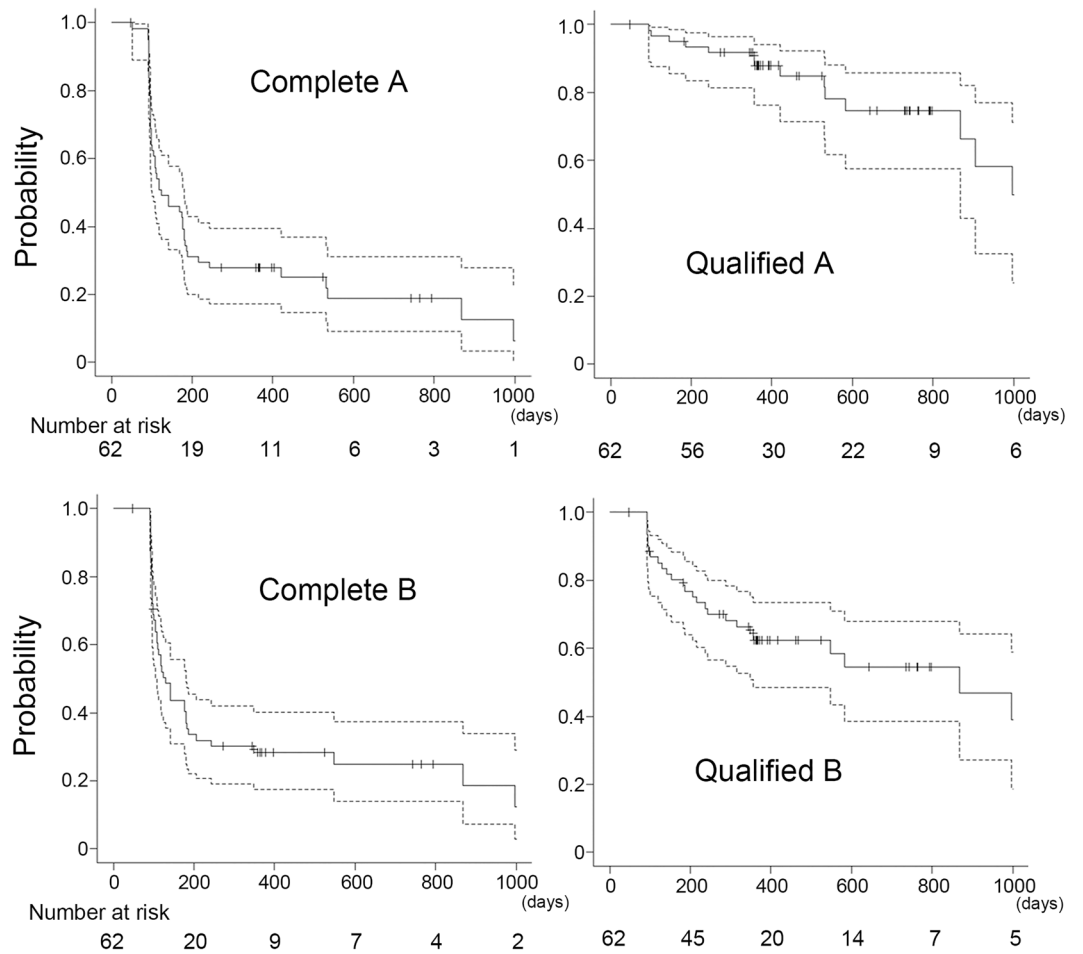 Complete A
Probability
1.0
0.8
0.6
0.4
0.2
0
0 200 400 600 800 1000
(days)
Number at risk
62 19 11 6 3 1
Qualified A
1.0
0.8
0.6
0.4
0.2
0
0 200 400 600 800 1000
(days)
62 56 30 22 9 6
Complete B
Probability
1.0
0.8
0.6
0.4
0.2
0
0 200 400 600 800 1000
(days)
Number at risk
62 20 9 7 4 2
Qualified B
1.0
0.8
0.6
0.4
0.2
0
0 200 400 600 800 1000
(days)
62 45 20 14 7 5